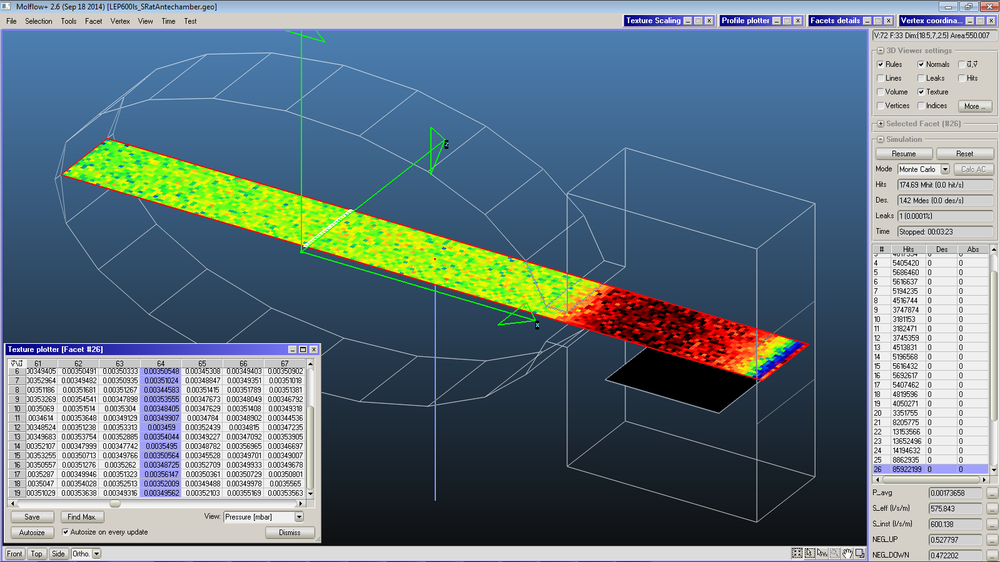 Molflow+ 2.6 (Sep 18 2014) [LEP600ls_SRatAntechamber.geo]
File Selection Tools Facet Vertex View Time Test
Texture Scaling Profile plotter Facets details Vertex coordina...
V:72 F:33 Dim:(18.5,7,2.5) Area:550.007
3D Viewer settings
Rules Normals u,v
Lines Leaks Hits
Volume Texture
Vertices Indices More ...
Selected Facet (#26)
Simulation
Resume Reset
Mode Monte Carlo Calc AC
Hits 174.69 Mhit (0.0 hit/s)
Des. 1.42 Mdes (0.0 des/s)
Leaks 1 (0.0001%)
Time Stopped: 00:03:23
# Hits Des Abs
3 4017334 0 0
4 5405420 0 0
5 5686460 0 0
6 5616637 0 0
7 5194235 0 0
8 4516744 0 0
9 3747874 0 0
10 3181153 0 0
11 3182471 0 0
12 3745359 0 0
13 4513831 0 0
14 5196568 0 0
15 5616432 0 0
16 5692617 0 0
17 5407462 0 0
18 4819596 0 0
19 4050271 0 0
20 3351755 0 0
21 8205775 0 0
22 13153566 0 0
23 13652496 0 0
24 14194632 0 0
25 8862935 0 0
26 85922199 0 0
P_avg 0.00173658 ...
S_eff (l/s/m) 575.843 ...
S_inst (l/s/m) 600.138 ...
NEG_UP 0.527797 ...
NEG_DOWN 0.472202 ...
z
x
Texture plotter [Facet #26]
v\u 61 62 63 64 65 66 67
6 00349405 0.00350491 0.00350333 0.00350548 0.00345308 0.00349403 0.00350902
7 00352964 0.00349482 0.00350935 0.00351024 0.00348847 0.00349351 0.00351018
8 00351186 0.00351681 0.00351267 0.00344583 0.00351415 0.00351789 0.00351381
9 00353269 0.00354541 0.00347898 0.00353555 0.00347673 0.00348049 0.00346792
10 0035069 0.00351514 0.0035304 0.00348405 0.00347629 0.00351408 0.00349318
11 .0034614 0.00353648 0.00349129 0.00349907 0.0034784 0.00348902 0.00344536
12 00348524 0.00351238 0.00353313 0.003459 0.00352439 0.0034815 0.00347235
13 00349683 0.00353754 0.00352885 0.00354044 0.00349227 0.00347092 0.00353905
14 00352107 0.00347999 0.00347742 0.0035495 0.00348782 0.00356965 0.00346697
15 00353255 0.00350713 0.00349766 0.00350564 0.00345528 0.00349701 0.00349007
16 00350557 0.00351276 0.0035262 0.00348725 0.00352709 0.00349933 0.00349678
17 0035287 0.00349946 0.00351323 0.00356147 0.00350361 0.00350729 0.00350801
18 0035047 0.00354028 0.00352513 0.00352009 0.00349488 0.00349978 0.0035565
19 00351029 0.00353638 0.00349316 0.00349562 0.00352103 0.00355169 0.00353563
Save Find Max. View: Pressure [mbar]
Autosize Autosize on every update Dismiss
Front Top Side Ortho.